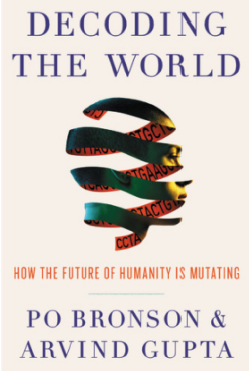 DECODING
THE WORLD
HOW THE FUTURE OF HUMANITY IS MUTATING
PO BRONSON &
ARVIND GUPTA